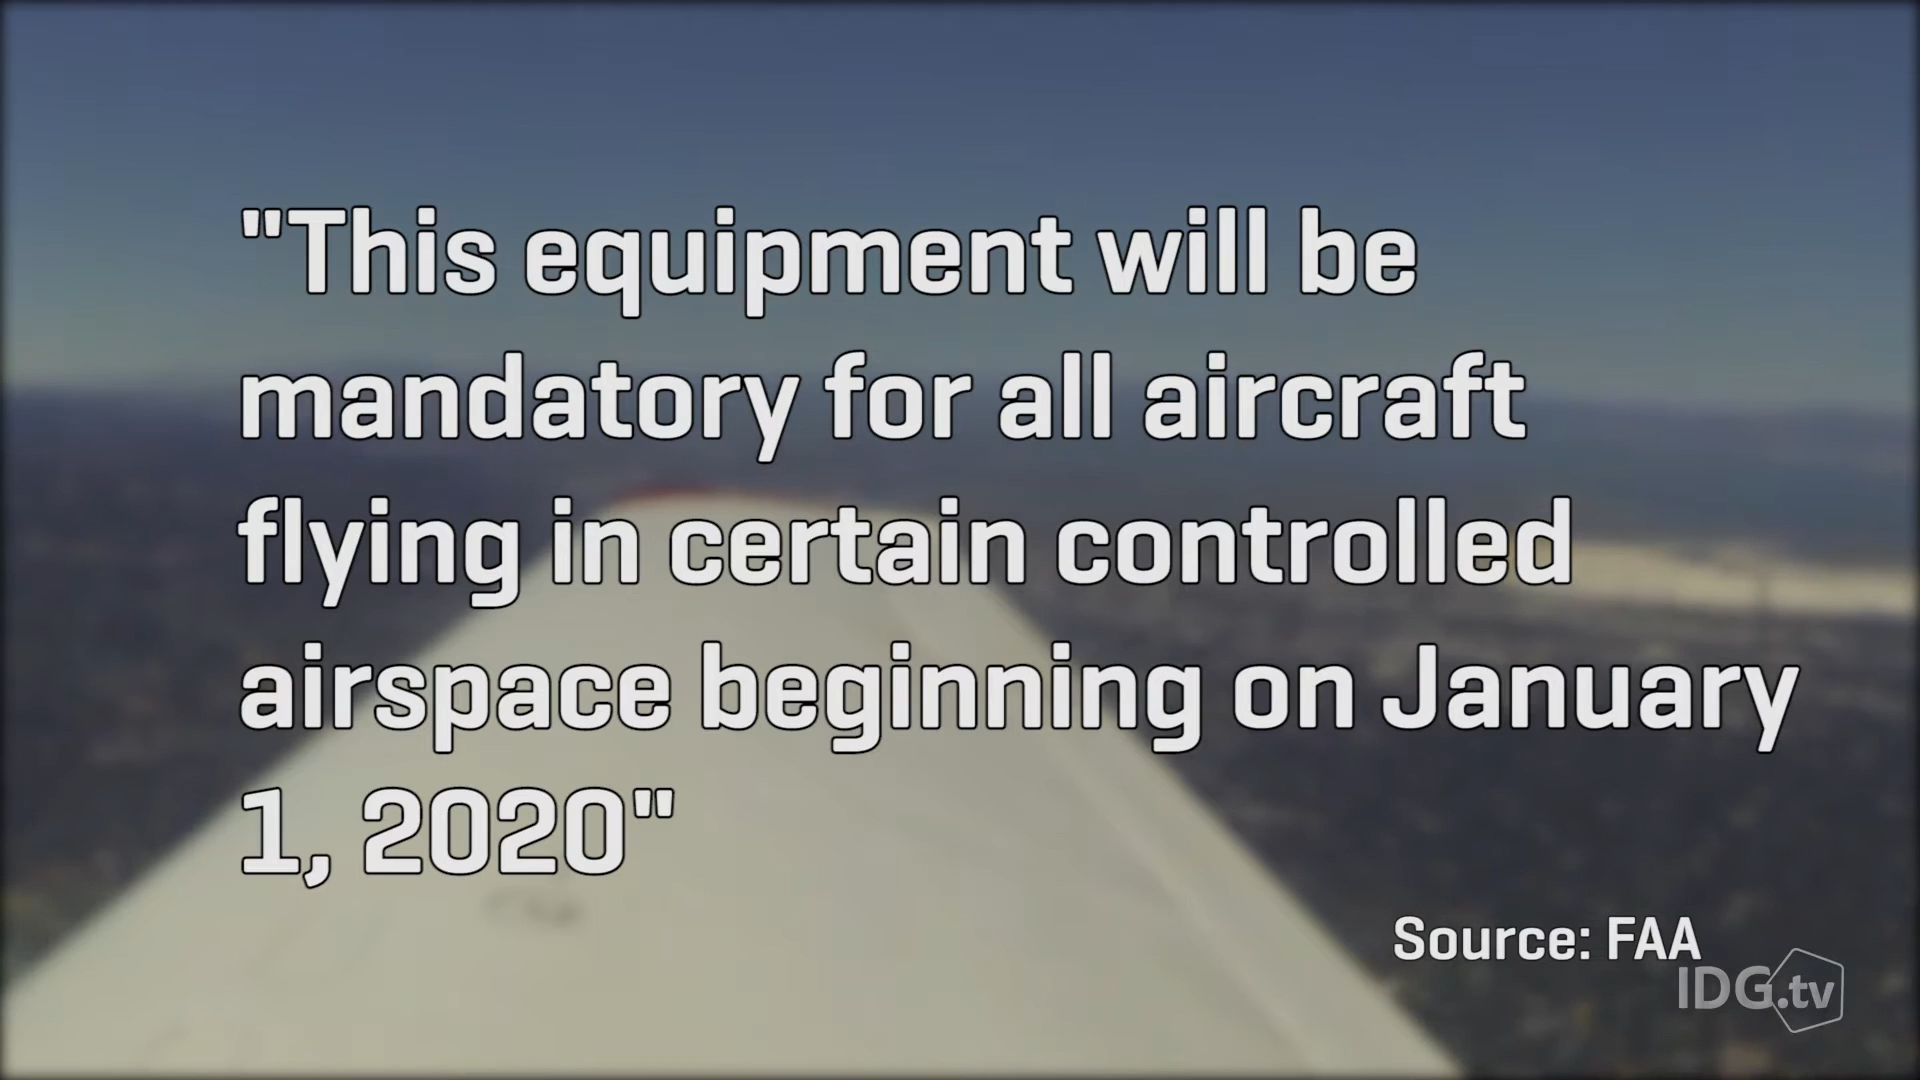 "This equipment will be
mandatory for all aircraft
flying in certain controlled
airspace beginning on January
1, 2020"
Source: FAA
IDG.tv